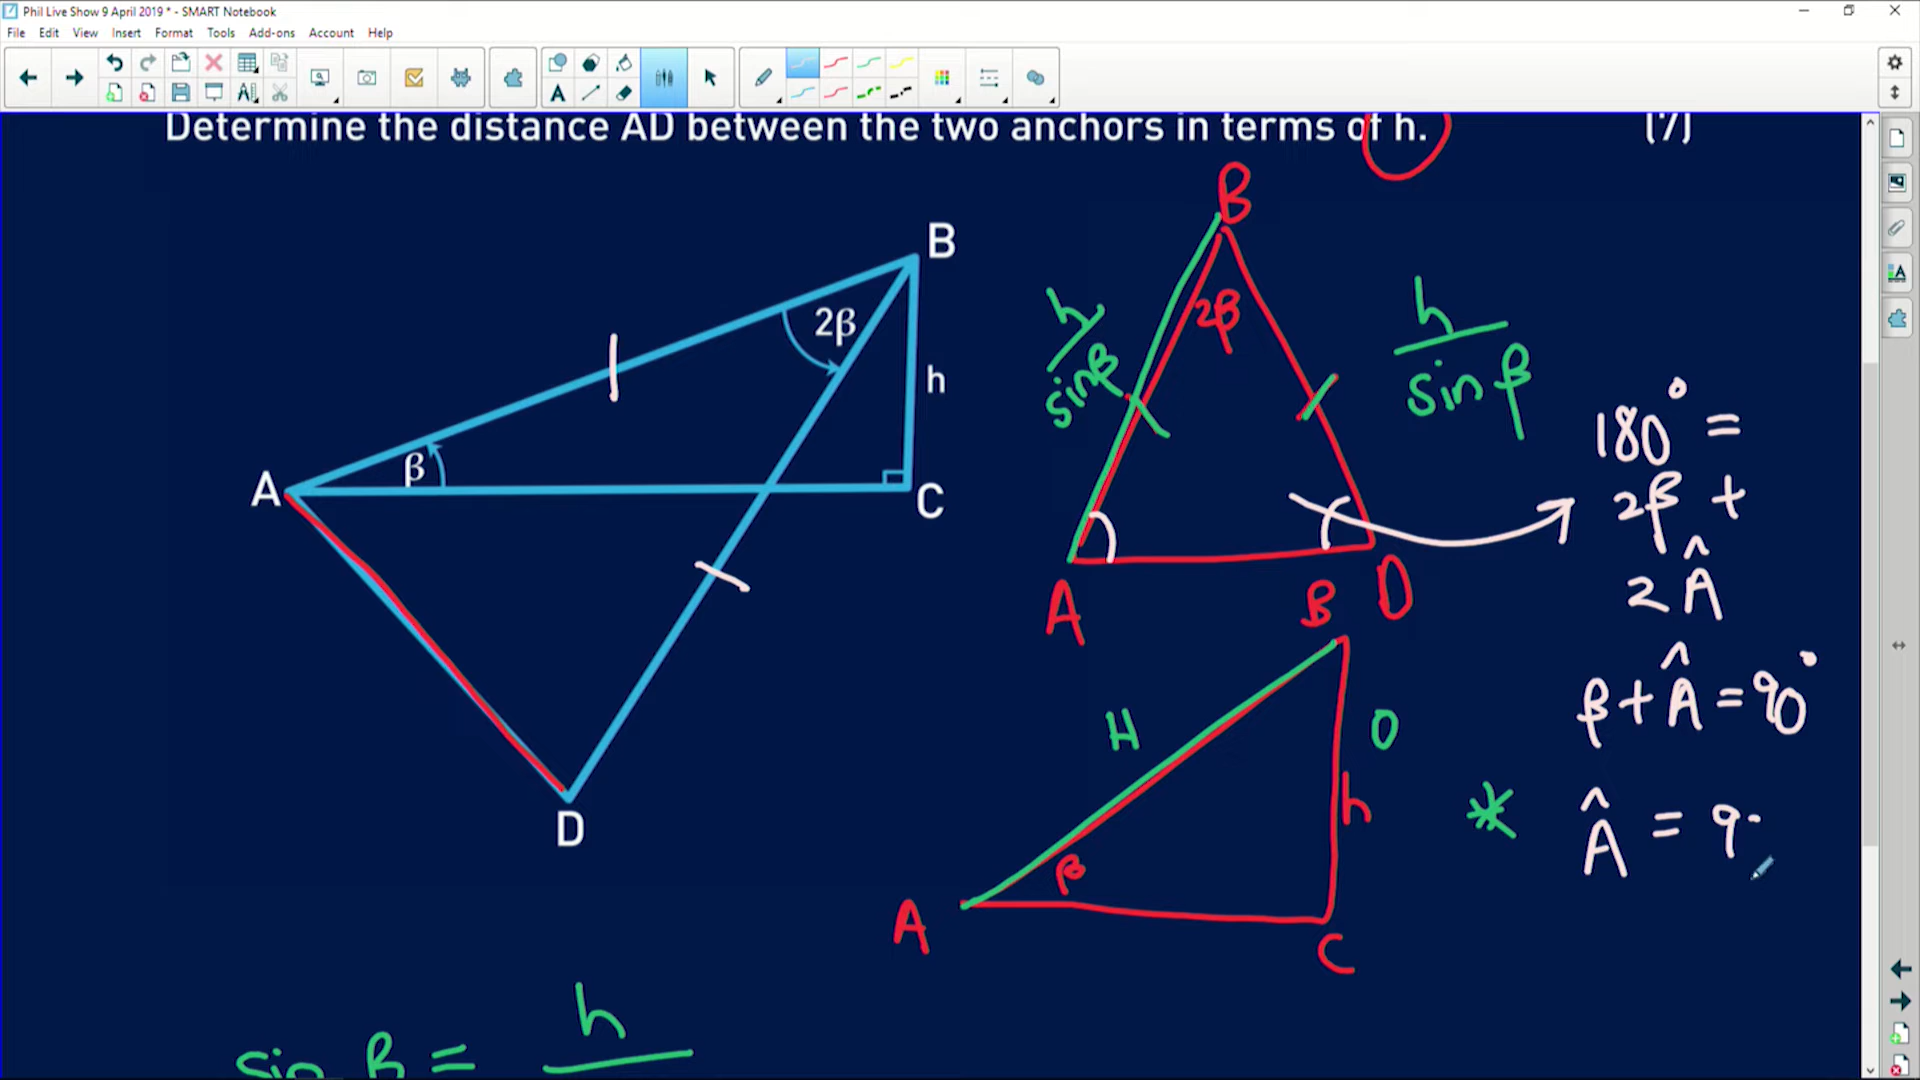 Phil Live Show 9 April 2019 * - SMART Notebook
File Edit View Insert Format Tools Add-ons Account Help
Determine the distance AD between the two anchors in terms of h. (7)
B
2β
h
A
β
C
D
B
2β
h
sinβ
h
sin β
A
D
180° =
2β +
2Â
β + Â = 90°
B
H
O
h
β
A
C
* Â = 9
h
sin β =